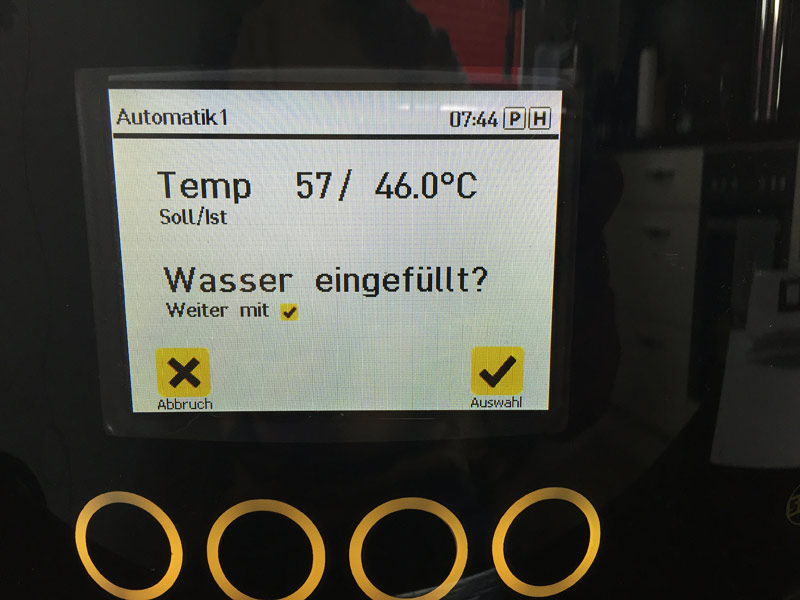 Automatik1 07:44 P H
Temp 57/ 46.0°C
Soll/Ist
Wasser eingefüllt?
Weiter mit
Abbruch Auswahl